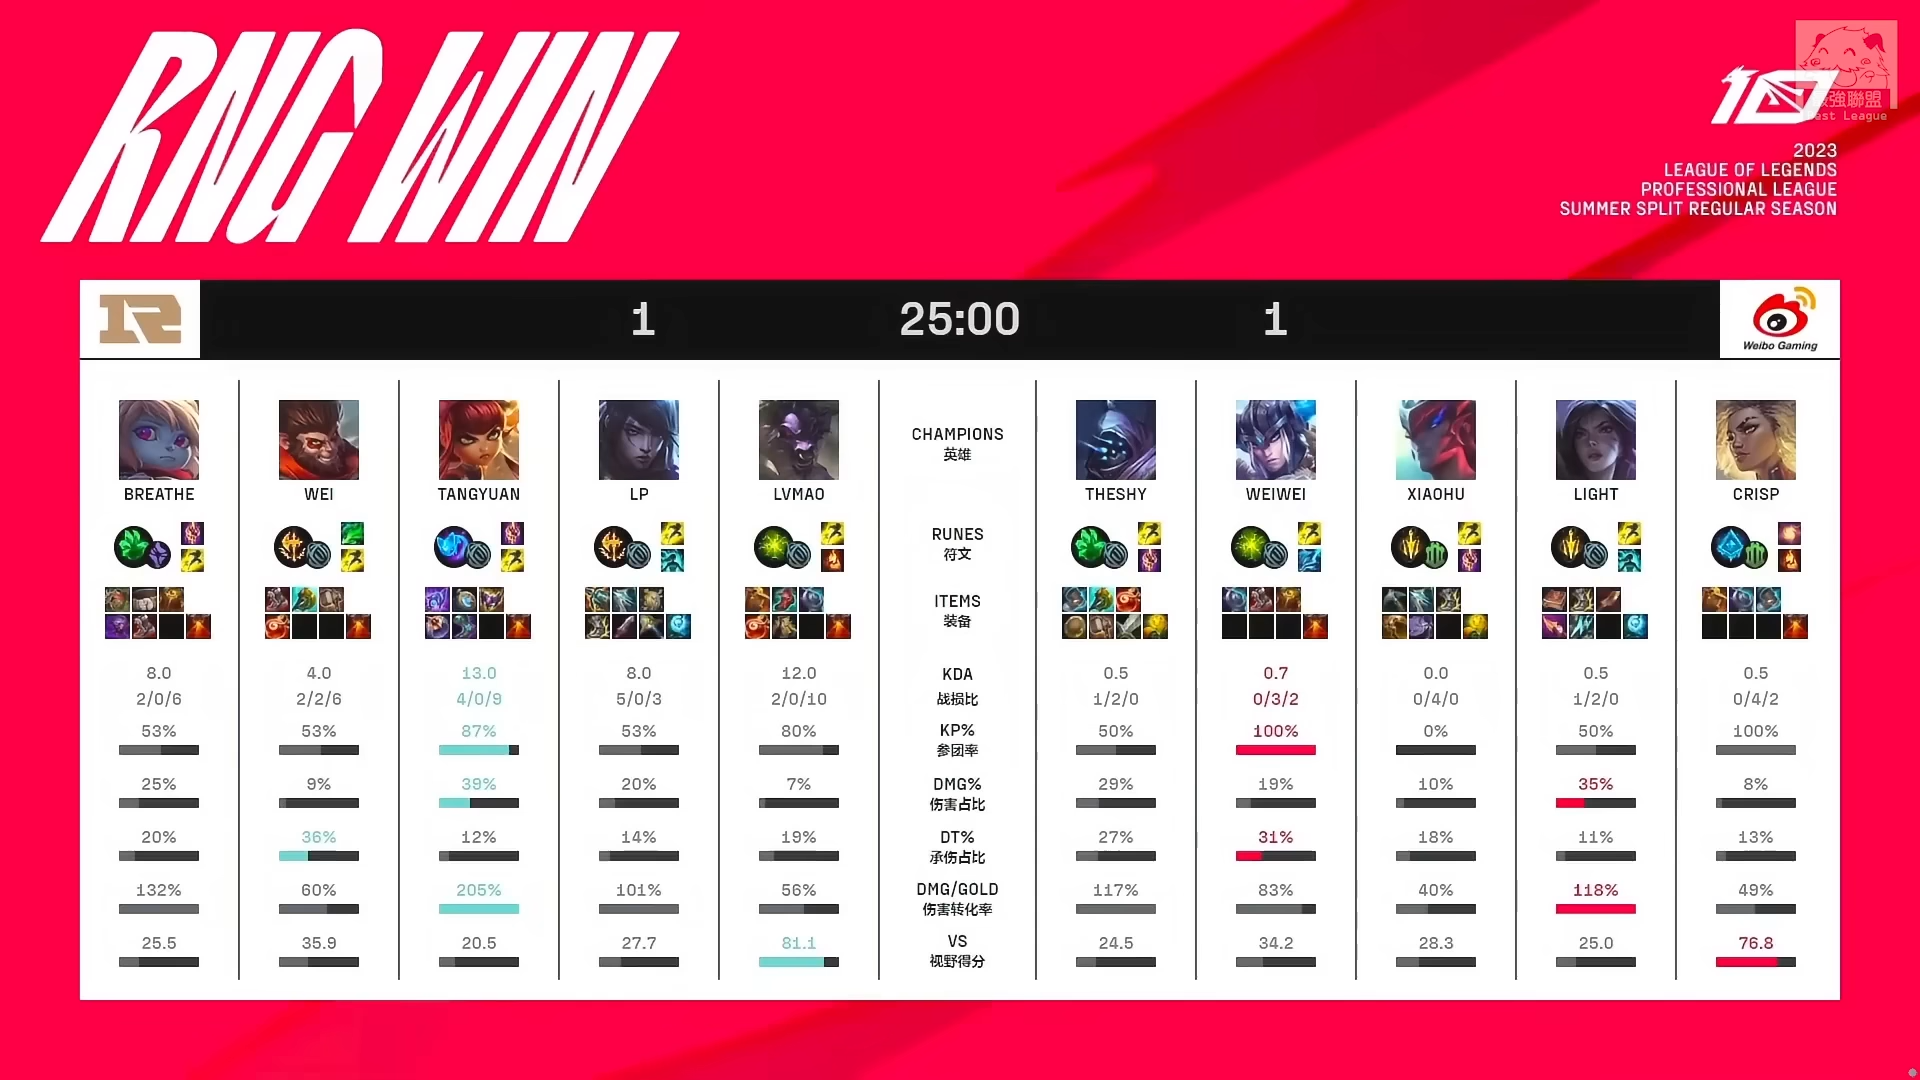 RNG WIN
最強聯盟
Best League
2023
LEAGUE OF LEGENDS
PROFESSIONAL LEAGUE
SUMMER SPLIT REGULAR SEASON
1 25:00 1
Weibo Gaming
CHAMPIONS
英雄
BREATHE WEI TANGYUAN LP LVMAO THESHY WEIWEI XIAOHU LIGHT CRISP
RUNES
符文
ITEMS
装备
8.0 4.0 13.0 8.0 12.0 KDA 0.5 0.7 0.0 0.5 0.5
2/0/6 2/2/6 4/0/9 5/0/3 2/0/10 战损比 1/2/0 0/3/2 0/4/0 1/2/0 0/4/2
53% 53% 87% 53% 80% KP% 50% 100% 0% 50% 100%
参团率
25% 9% 39% 20% 7% DMG% 29% 19% 10% 35% 8%
伤害占比
20% 36% 12% 14% 19% DT% 27% 31% 18% 11% 13%
承伤占比
132% 60% 205% 101% 56% DMG/GOLD 117% 83% 40% 118% 49%
伤害转化率
25.5 35.9 20.5 27.7 81.1 VS 24.5 34.2 28.3 25.0 76.8
视野得分